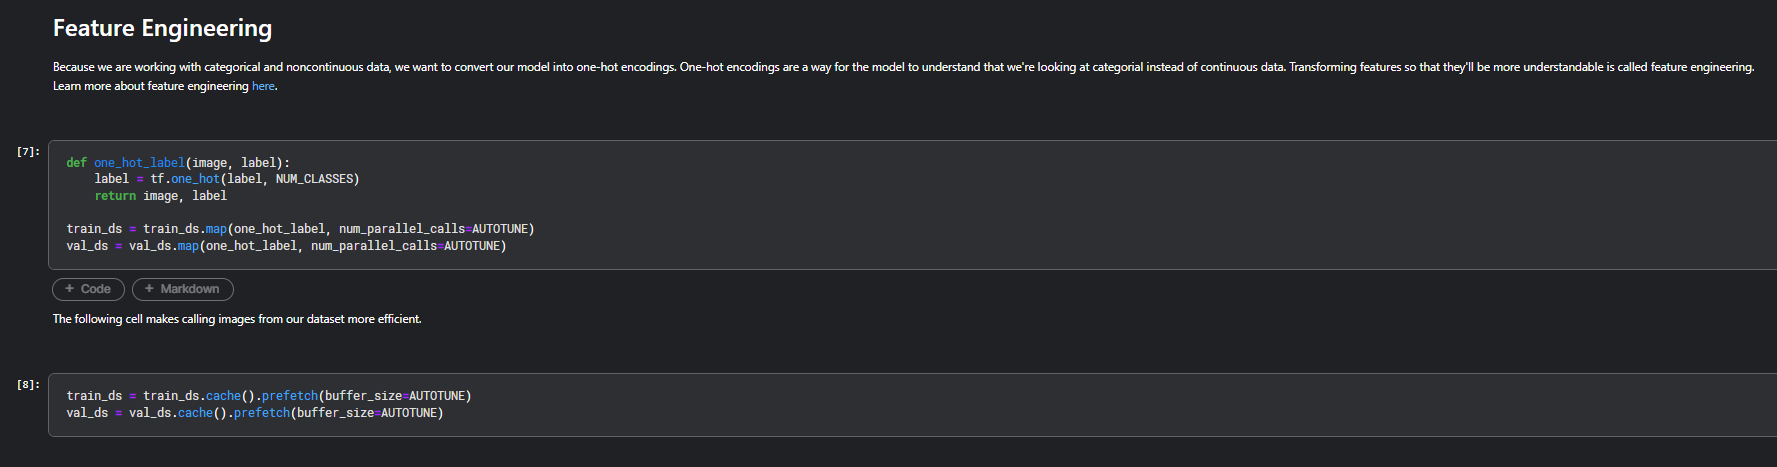 Feature Engineering
Because we are working with categorical and noncontinuous data, we want to convert our model into one-hot encodings. One-hot encodings are a way for the model to understand that we're looking at categorial instead of continuous data. Transforming features so that they'll be more understandable is called feature engineering.
Learn more about feature engineering here.
[7]:
def one_hot_label(image, label):
    label = tf.one_hot(label, NUM_CLASSES)
    return image, label
train_ds = train_ds.map(one_hot_label, num_parallel_calls=AUTOTUNE)
val_ds = val_ds.map(one_hot_label, num_parallel_calls=AUTOTUNE)
+ Code + Markdown
The following cell makes calling images from our dataset more efficient.
[8]:
train_ds = train_ds.cache().prefetch(buffer_size=AUTOTUNE)
val_ds = val_ds.cache().prefetch(buffer_size=AUTOTUNE)